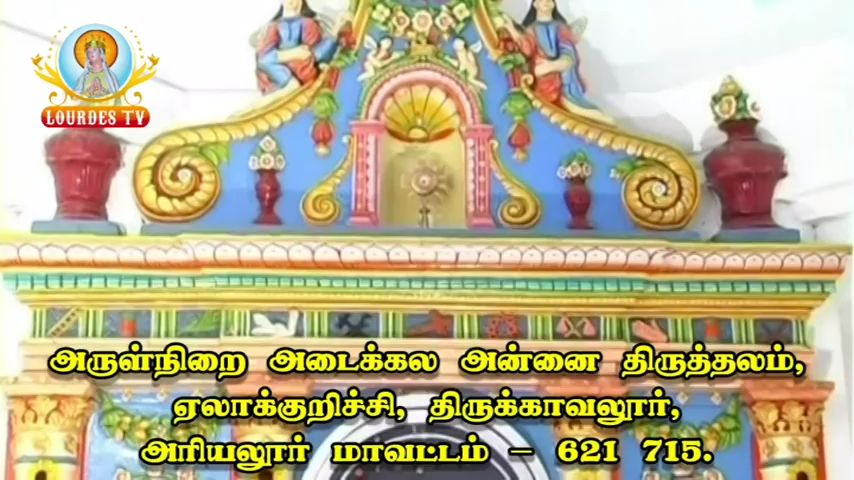 LOURDES TV
அருள்நிறை அடைக்கல அன்னை திருத்தலம்,
ஏலாக்குறிச்சி, திருக்காவலூர்,
அரியலூர் மாவட்டம் – 621 715.